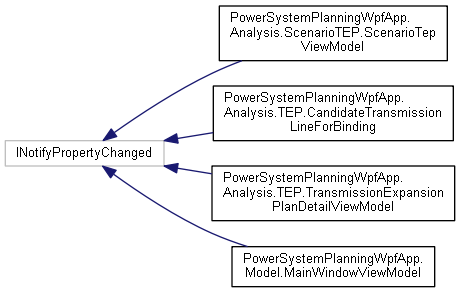 PowerSystemPlanningWpfApp.
Analysis.ScenarioTEP.ScenarioTep
ViewModel
PowerSystemPlanningWpfApp.
Analysis.TEP.CandidateTransmission
LineForBinding
INotifyPropertyChanged
PowerSystemPlanningWpfApp.
Analysis.TEP.TransmissionExpansion
PlanDetailViewModel
PowerSystemPlanningWpfApp.
Model.MainWindowViewModel